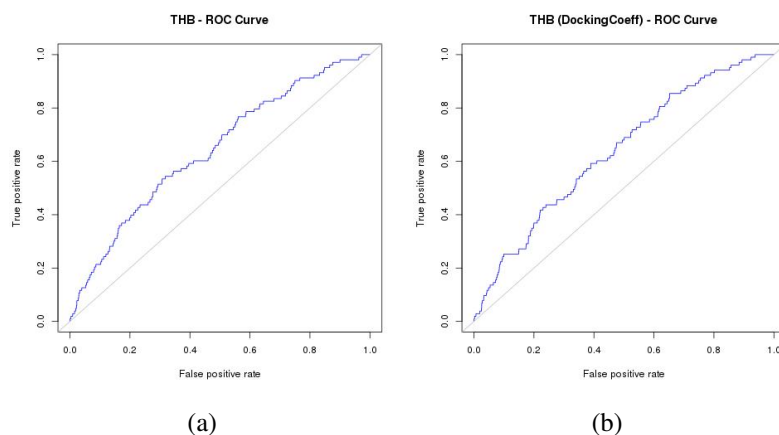 THB - ROC Curve
True positive rate
1.0
0.8
0.6
0.4
0.2
0.0
0.0 0.2 0.4 0.6 0.8 1.0
False positive rate
(a)
THB (DockingCoeff) - ROC Curve
True positive rate
1.0
0.8
0.6
0.4
0.2
0.0
0.0 0.2 0.4 0.6 0.8 1.0
False positive rate
(b)